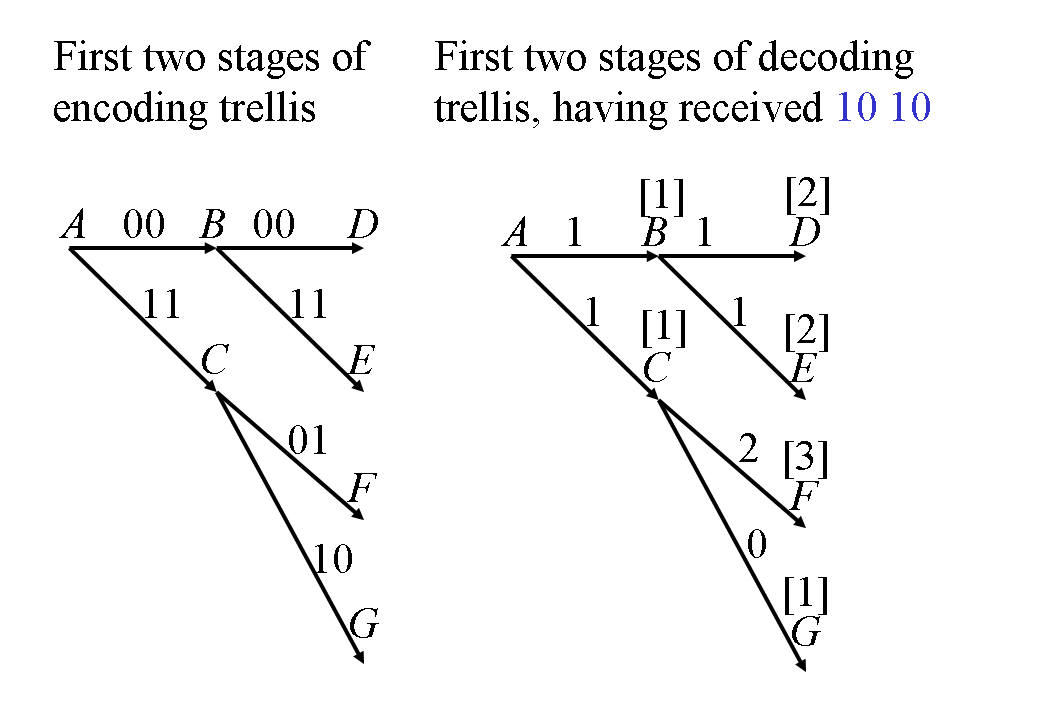 First two stages of
encoding trellis
First two stages of decoding
trellis, having received 10 10
A 00 B 00 D
11 11
C E
01
F
10
G
[1] [2]
A 1 B 1 D
1 [1] 1 [2]
C E
2 [3]
F
0
[1]
G